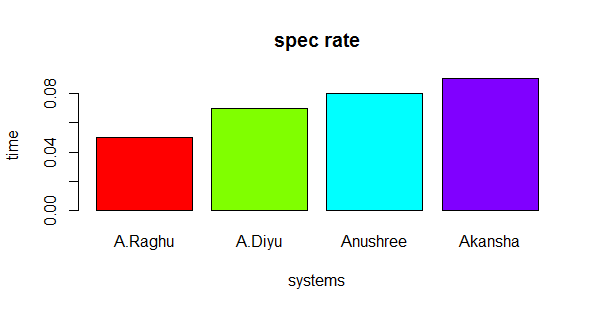 spec rate
time
0.08
0.04
0.00
A.Raghu
A.Diyu
Anushree
Akansha
systems